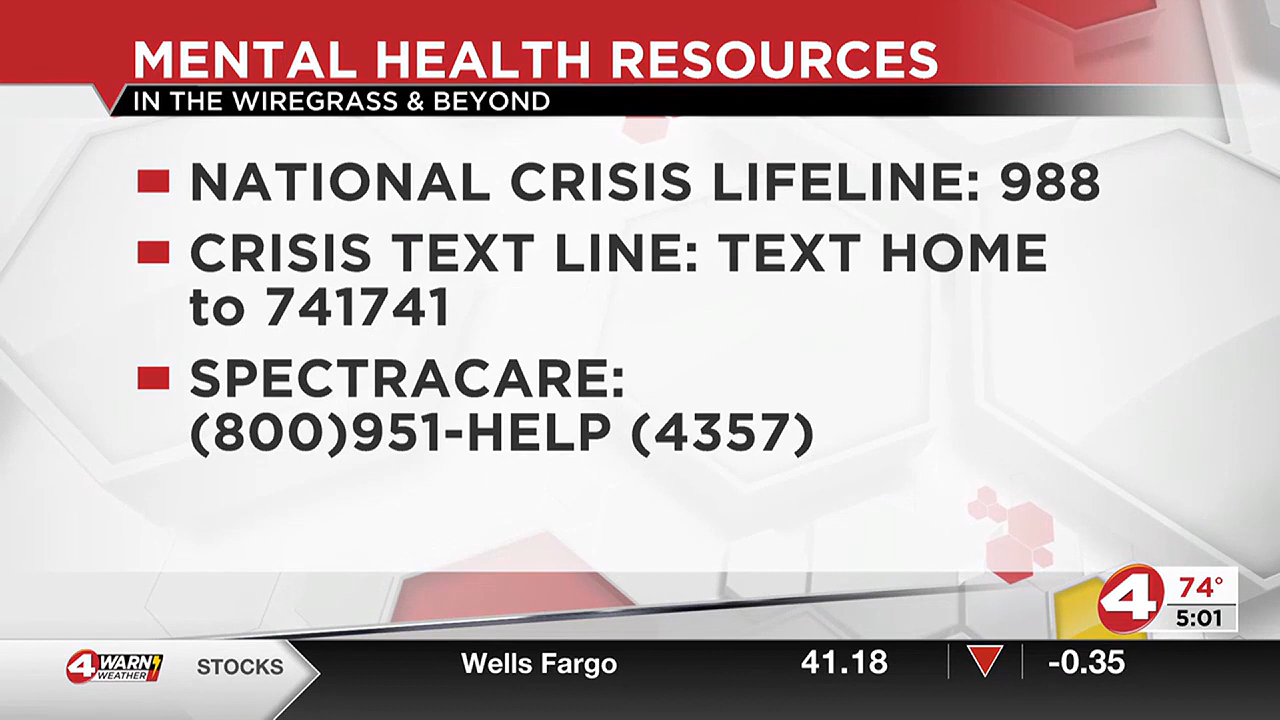 MENTAL HEALTH RESOURCES
IN THE WIREGRASS & BEYOND
NATIONAL CRISIS LIFELINE: 988
CRISIS TEXT LINE: TEXT HOME
to 741741
SPECTRACARE:
(800)951-HELP (4357)
4
74°
5:01
4 WARN
WEATHER
STOCKS
Wells Fargo
41.18
-0.35